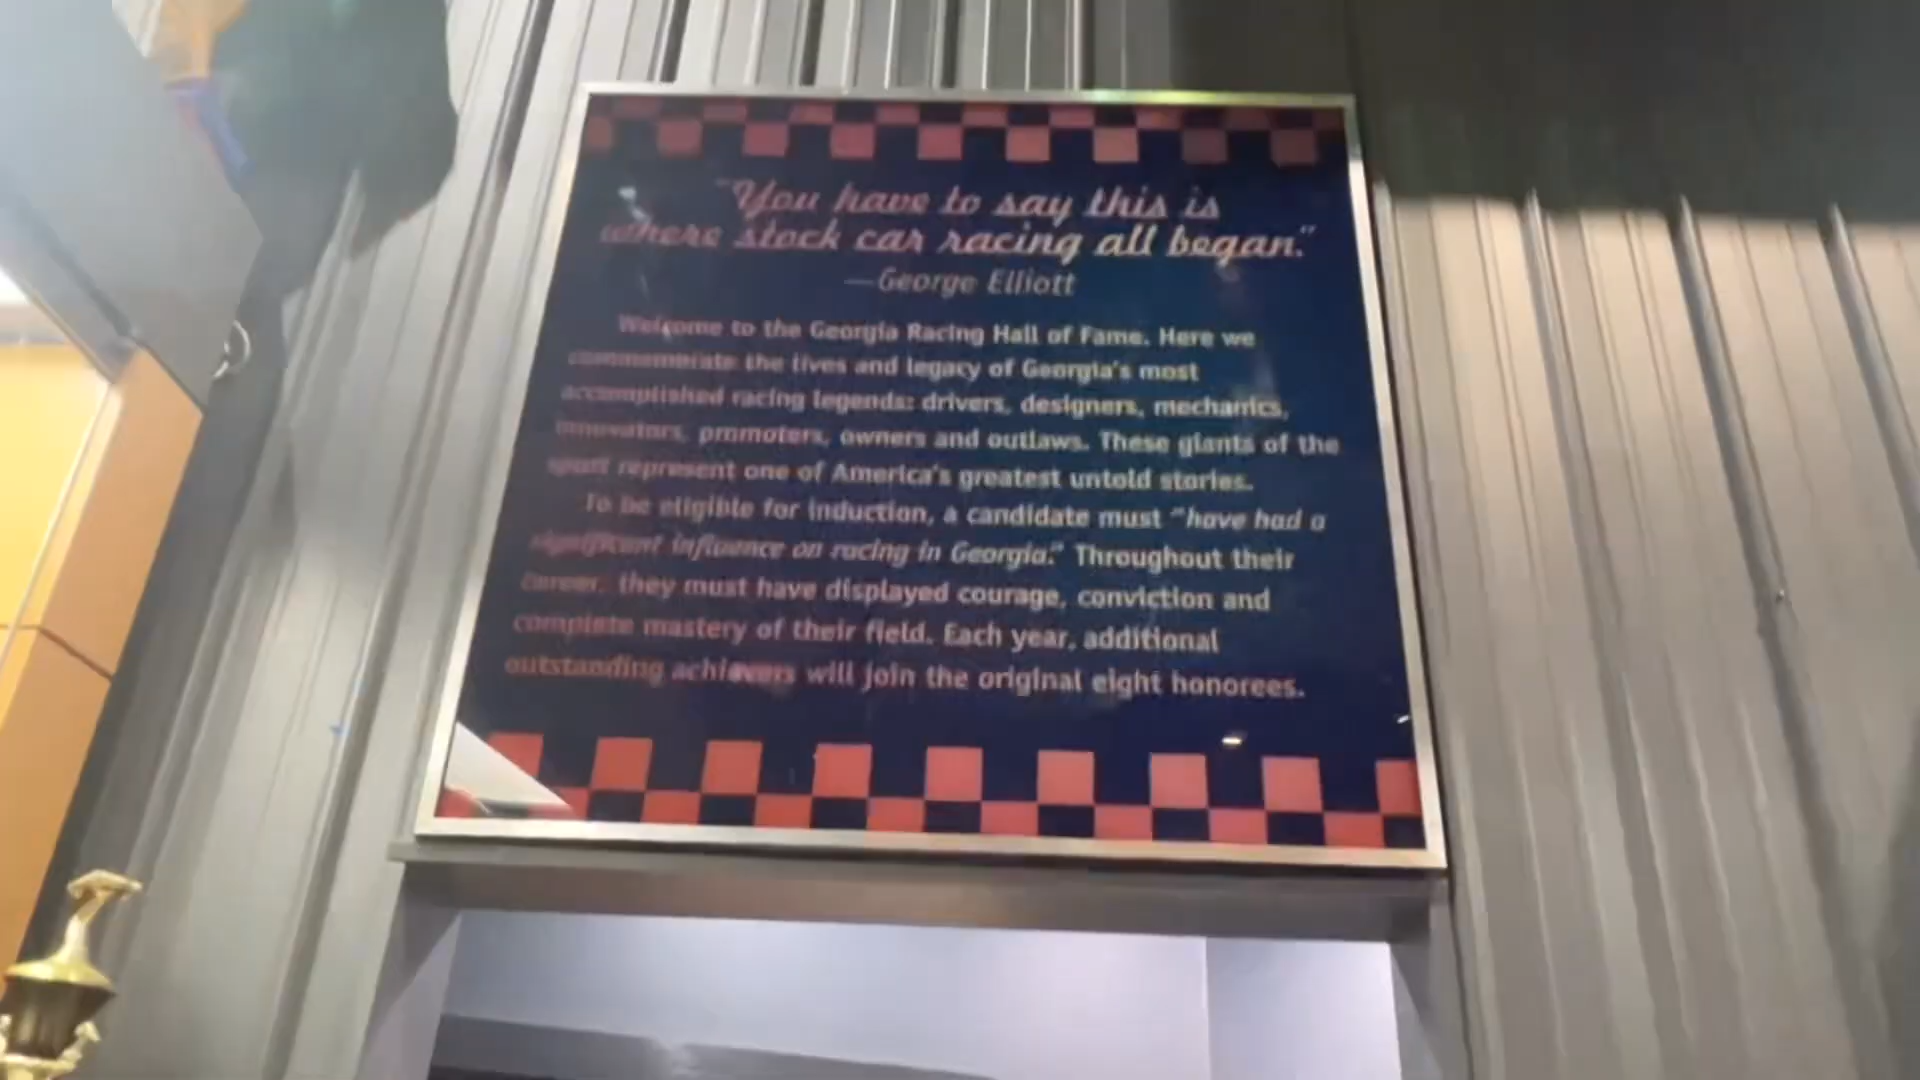 "You have to say this is
where stock car racing all began."
—George Elliott
Welcome to the Georgia Racing Hall of Fame. Here we
commemorate the lives and legacy of Georgia's most
accomplished racing legends: drivers, designers, mechanics,
innovators, promoters, owners and outlaws. These giants of the
sport represent one of America's greatest untold stories.
To be eligible for induction, a candidate must "have had a
significant influence on racing in Georgia." Throughout their
career, they must have displayed courage, conviction and
complete mastery of their field. Each year, additional
outstanding achievers will join the original eight honorees.